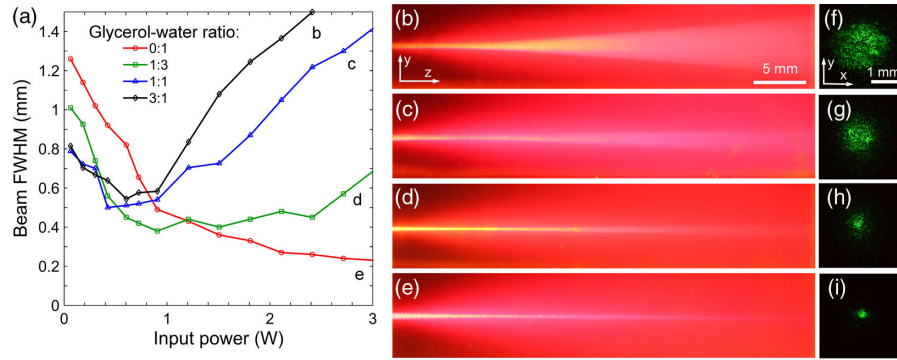 (a)
Glycerol-water ratio:
0:1
1:3
1:1
3:1
b
c
d
e
1.4
1.2
1
0.8
0.6
0.4
0.2
0
0
1
2
3
Beam FWHM (mm)
Input power (W)
(b)
y
z
5 mm
(c)
(d)
(e)
(f)
y
x
1 mm
(g)
(h)
(i)